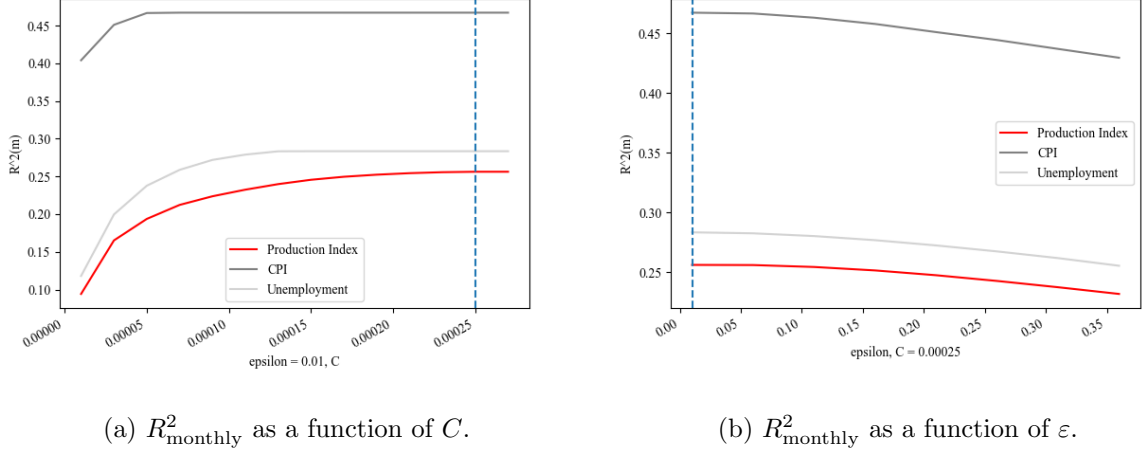 0.45
0.40
0.35
0.30
0.25
0.20
0.15
0.10
R^2(m)
Production Index
CPI
Unemployment
0.00000
0.00005
0.00010
0.00015
0.00020
0.00025
epsilon = 0.01, C
(a) R²monthly as a function of C.
0.45
0.40
0.35
0.30
0.25
R^2(m)
Production Index
CPI
Unemployment
0.00
0.05
0.10
0.15
0.20
0.25
0.30
0.35
epsilon, C = 0.00025
(b) R²monthly as a function of ε.